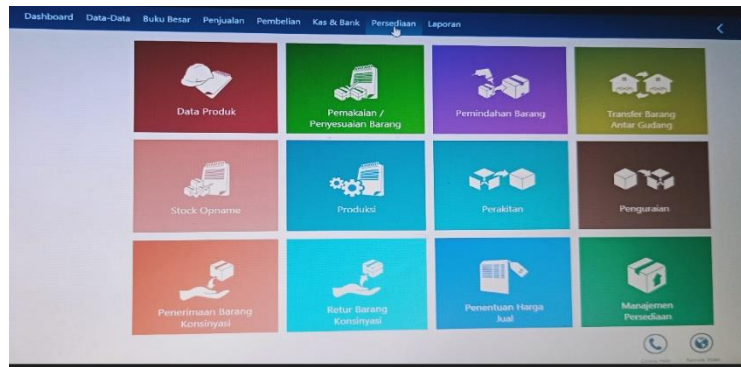 Dashboard Data-Data Buku Besar Penjualan Pembelian Kas & Bank Persediaan Laporan
Data Produk
Pemakaian /
Penyesuaian Barang
Pemindahan Barang
Transfer Barang
Antar Gudang
Stock Opname
Produksi
Perakitan
Penguraian
Penerimaan Barang
Konsinyasi
Retur Barang
Konsinyasi
Penentuan Harga
Jual
Manajemen
Persediaan